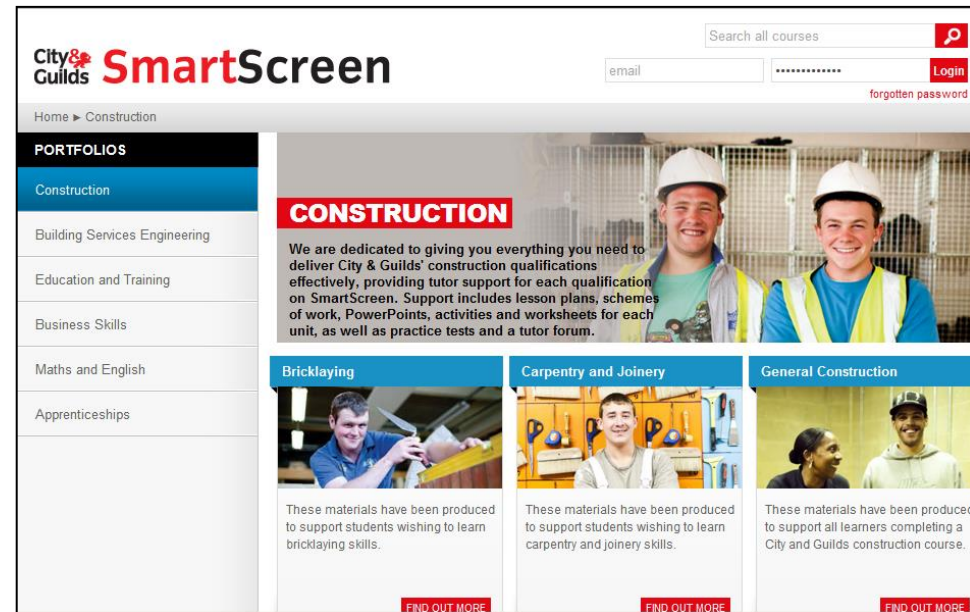 Search all courses
City&
Guilds SmartScreen
email
•••••••••••••
Login
forgotten password
Home ► Construction
PORTFOLIOS
Construction
Building Services Engineering
Education and Training
Business Skills
Maths and English
Apprenticeships
CONSTRUCTION
We are dedicated to giving you everything you need to
deliver City & Guilds' construction qualifications
effectively, providing tutor support for each qualification
on SmartScreen. Support includes lesson plans, schemes
of work, PowerPoints, activities and worksheets for each
unit, as well as practice tests and a tutor forum.
Bricklaying
These materials have been produced
to support students wishing to learn
bricklaying skills.
FIND OUT MORE
Carpentry and Joinery
These materials have been produced
to support students wishing to learn
carpentry and joinery skills.
FIND OUT MORE
General Construction
These materials have been produced
to support all learners completing a
City and Guilds construction course.
FIND OUT MORE